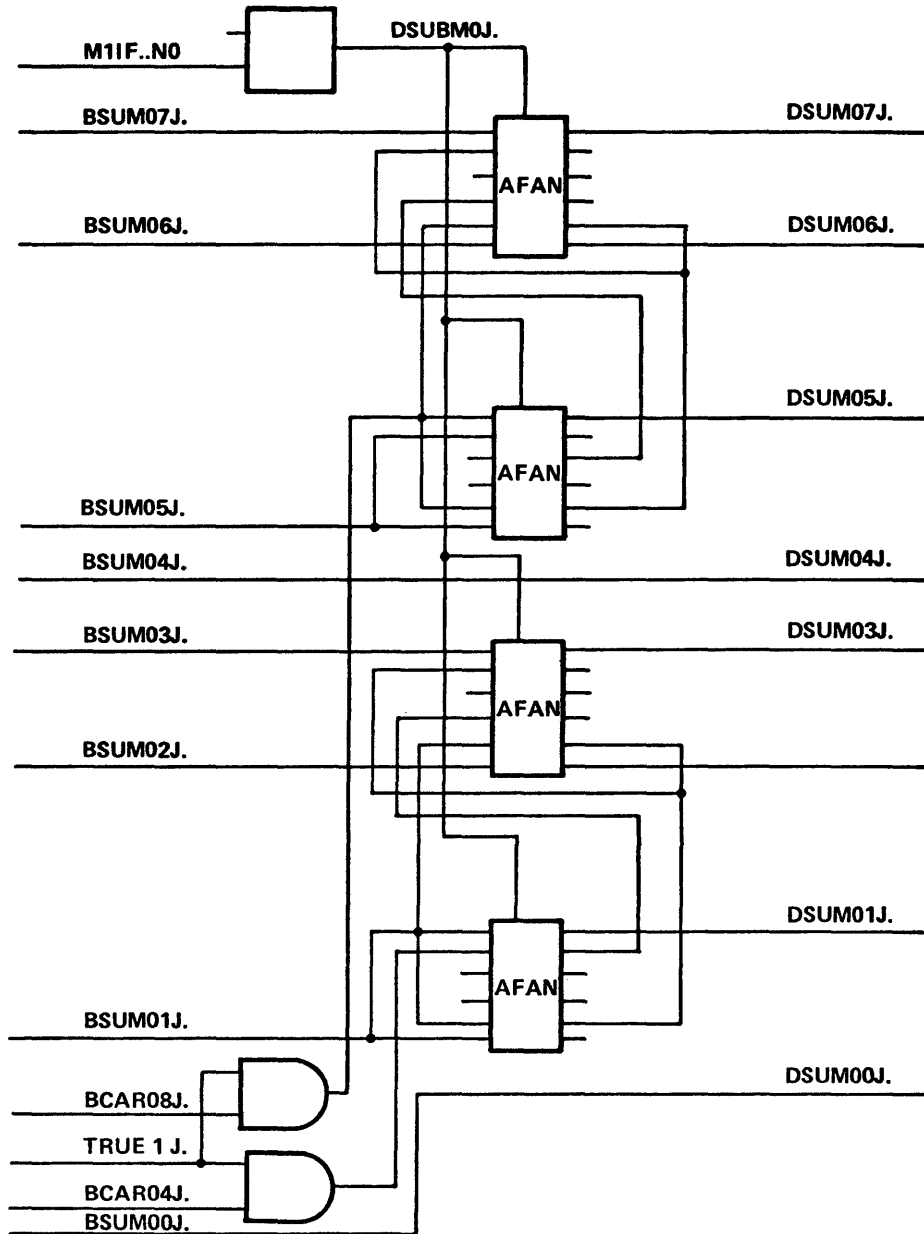 DSUBM0J.
M1IF..N0
BSUM07J.
DSUM07J.
AFAN
BSUM06J.
DSUM06J.
DSUM05J.
AFAN
BSUM05J.
BSUM04J.
DSUM04J.
BSUM03J.
DSUM03J.
AFAN
BSUM02J.
DSUM01J.
AFAN
BSUM01J.
DSUM00J.
BCAR08J.
TRUE 1 J.
BCAR04J.
BSUM00J.